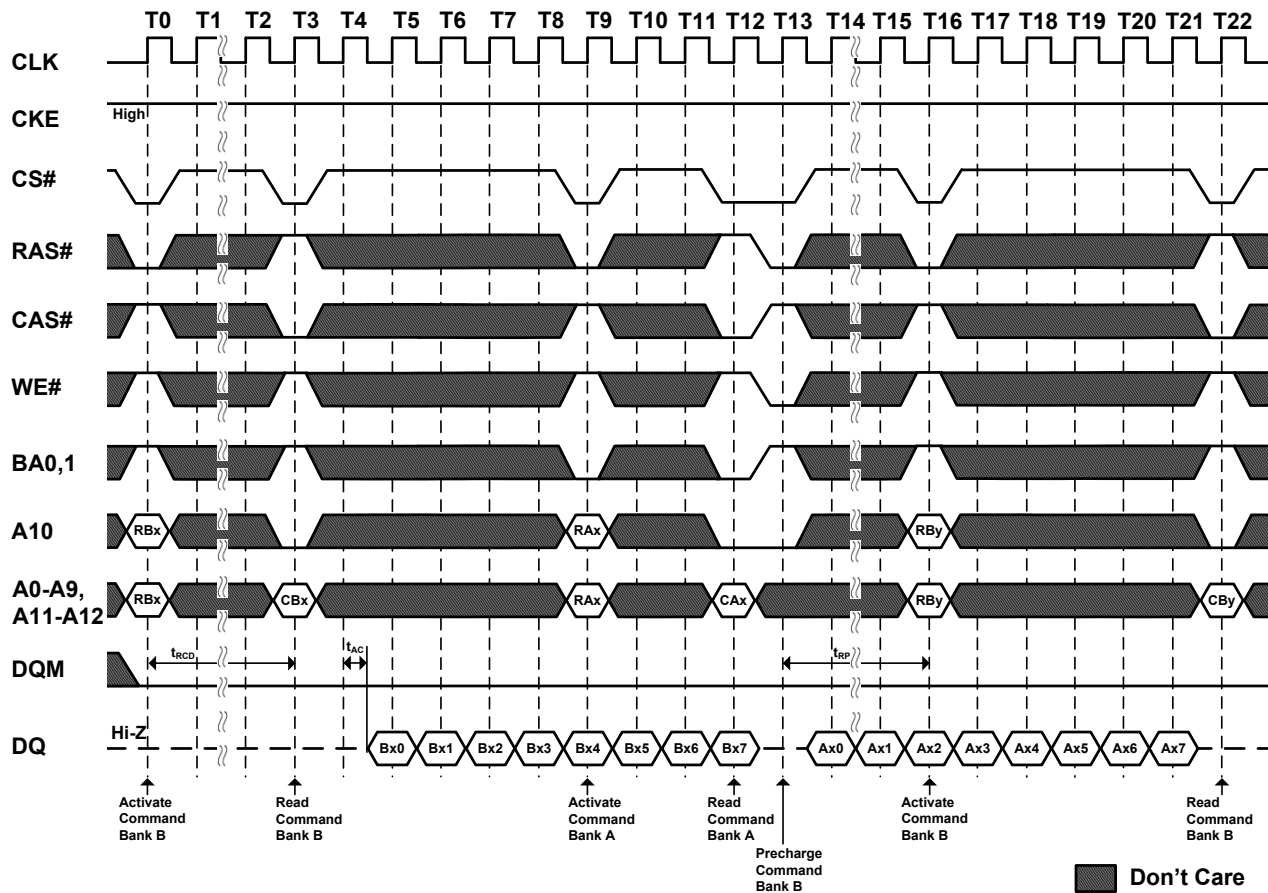 T0 T1 T2 T3 T4 T5 T6 T7 T8 T9 T10 T11 T12 T13 T14 T15 T16 T17 T18 T19 T20 T21 T22
CLK
CKE High
CS#
RAS#
CAS#
WE#
BA0,1
A10 RBx RAx RBy
A0-A9,
A11-A12 RBx CBx RAx CAx RBy CBy
DQM tRCD tAC tRP
DQ Hi-Z Bx0 Bx1 Bx2 Bx3 Bx4 Bx5 Bx6 Bx7 Ax0 Ax1 Ax2 Ax3 Ax4 Ax5 Ax6 Ax7
Activate
Command
Bank B
Read
Command
Bank B
Activate
Command
Bank A
Read
Command
Bank A
Precharge
Command
Bank B
Activate
Command
Bank B
Read
Command
Bank B
Don't Care